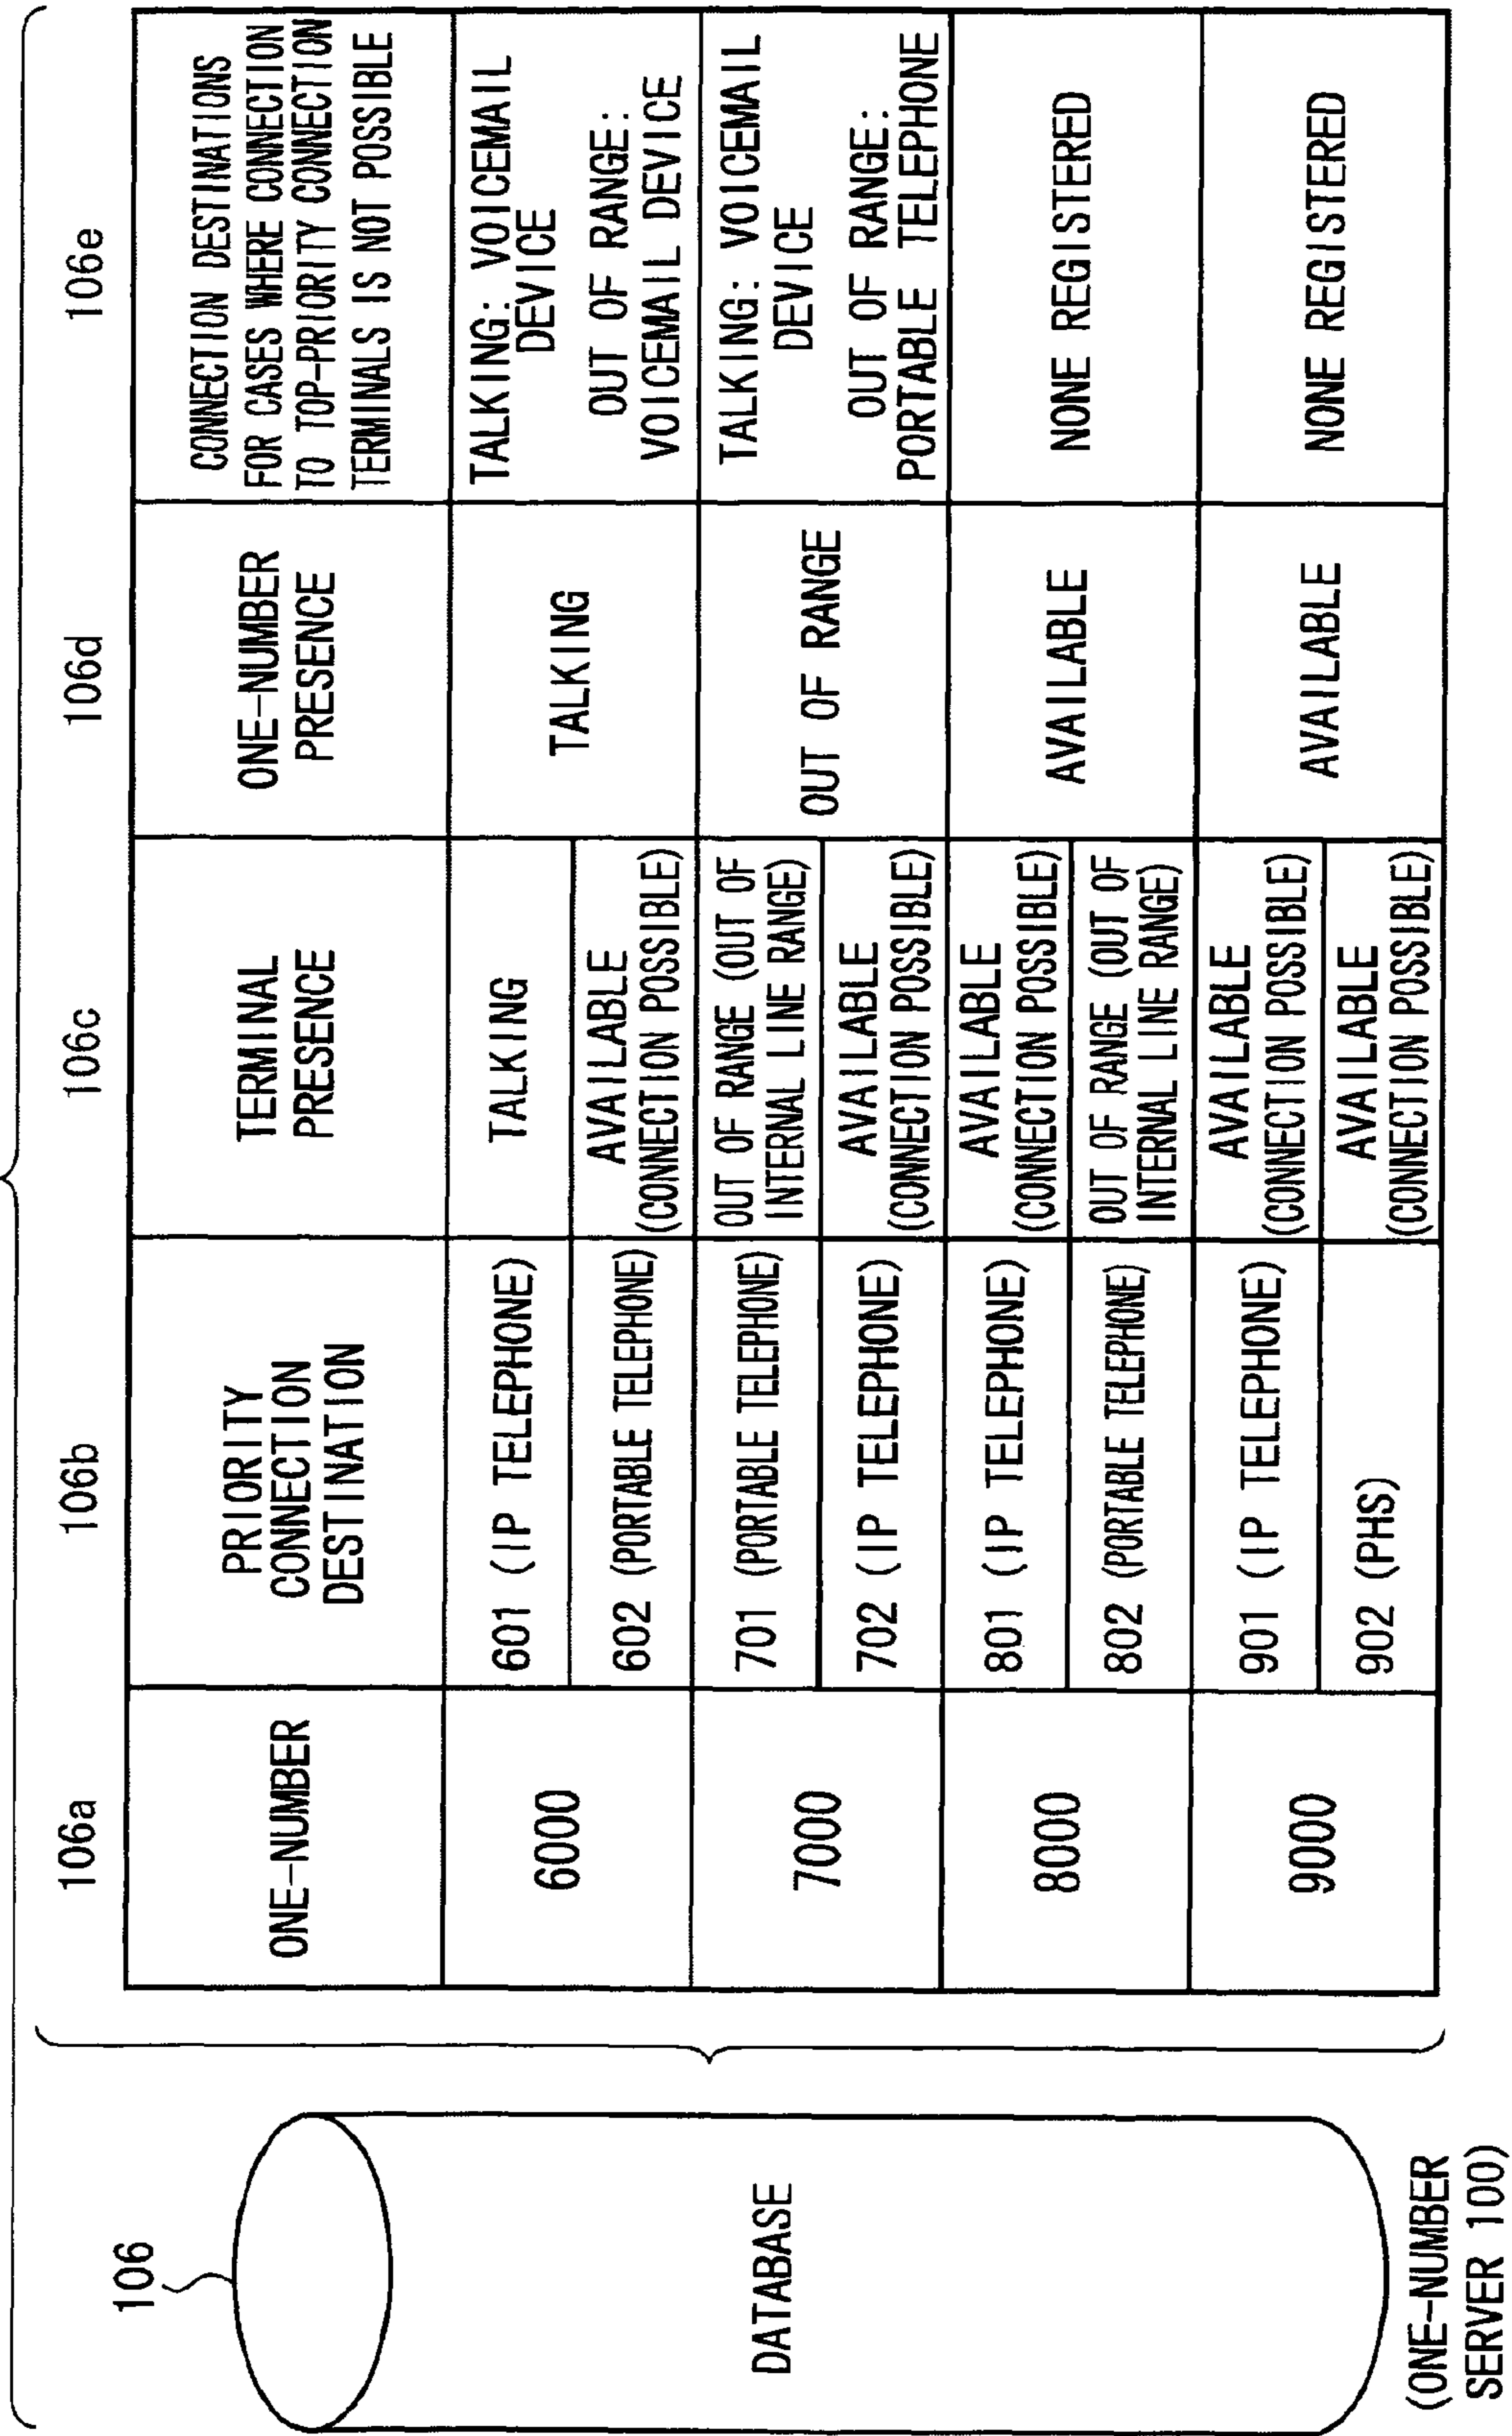 106
DATABASE
(ONE-NUMBER
SERVER 100)
106a
106b
106c
106d
106e
ONE-NUMBER
PRIORITY
CONNECTION
DESTINATION
TERMINAL
PRESENCE
ONE-NUMBER
PRESENCE
CONNECTION DESTINATIONS
FOR CASES WHERE CONNECTION
TO TOP-PRIORITY CONNECTION
TERMINALS IS NOT POSSIBLE
6000
601 (IP TELEPHONE)
TALKING
602 (PORTABLE TELEPHONE)
AVAILABLE
(CONNECTION POSSIBLE)
TALKING
TALKING: VOICEMAIL
DEVICE
OUT OF RANGE:
VOICEMAIL DEVICE
7000
701 (PORTABLE TELEPHONE)
OUT OF RANGE (OUT OF
INTERNAL LINE RANGE)
702 (IP TELEPHONE)
AVAILABLE
(CONNECTION POSSIBLE)
OUT OF RANGE
TALKING: VOICEMAIL
DEVICE
OUT OF RANGE:
PORTABLE TELEPHONE
8000
801 (IP TELEPHONE)
AVAILABLE
(CONNECTION POSSIBLE)
802 (PORTABLE TELEPHONE)
OUT OF RANGE (OUT OF
INTERNAL LINE RANGE)
AVAILABLE
NONE REGISTERED
9000
901 (IP TELEPHONE)
AVAILABLE
(CONNECTION POSSIBLE)
902 (PHS)
AVAILABLE
(CONNECTION POSSIBLE)
AVAILABLE
NONE REGISTERED